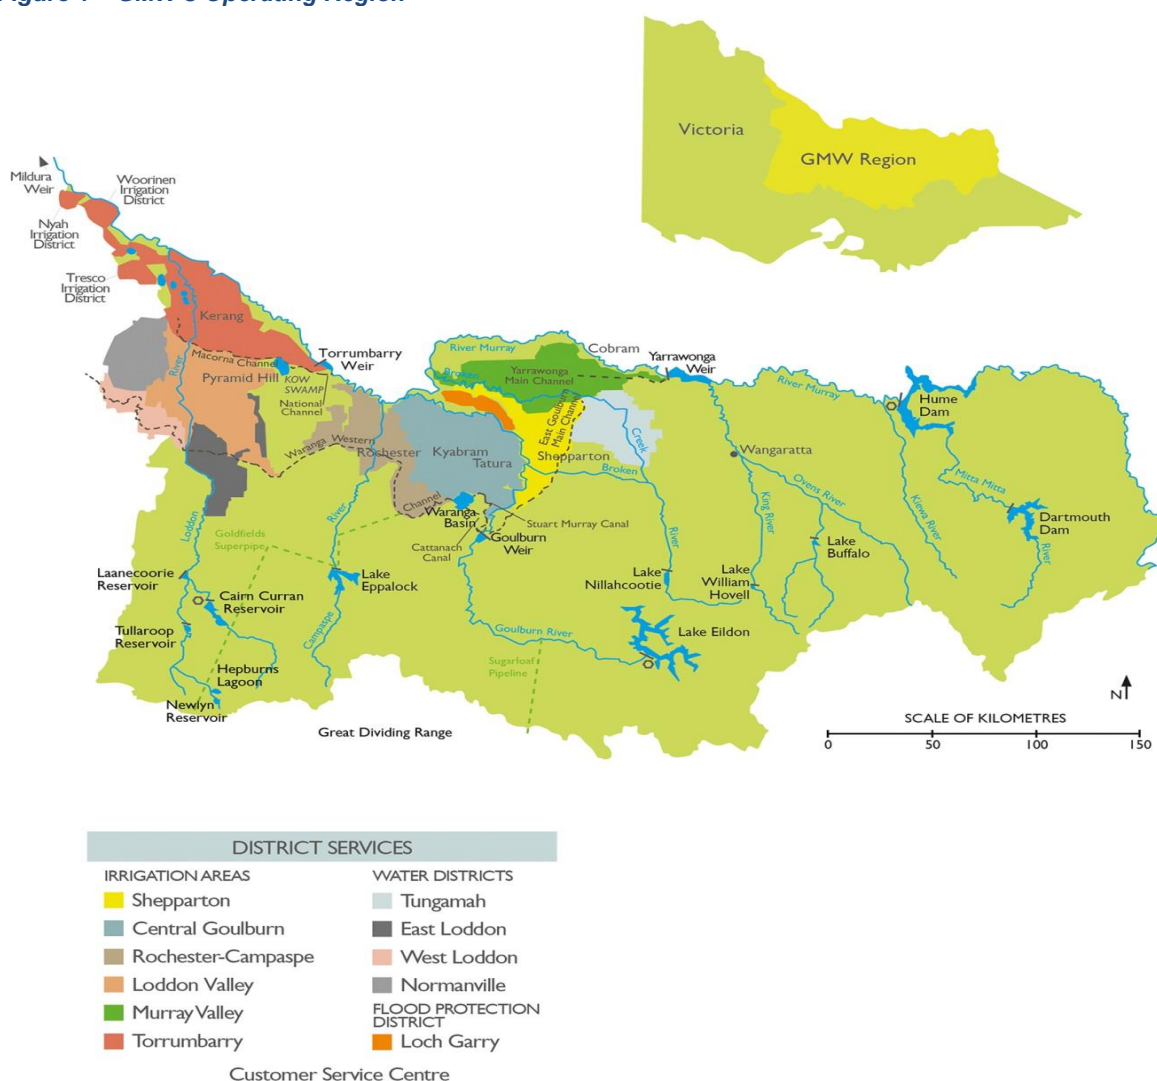 Figure 1 – GMW's Operating Region
Victoria
GMW Region
Mildura
Weir
Woorinen
Irrigation
District
Nyah
Irrigation
District
Tresco
Irrigation
District
Kerang
River
Macorna Channel
Torrumbarry
Weir
Pyramid Hill
KOW
SWAMP
National
Channel
River Murray
Cobram
Yarrawonga
Weir
Broken
Yarrawonga
Main Channel
River Murray
Hume
Dam
East Goulburn
Main Channel
Creek
Waranga Western
Rochester
Kyabram
Tatura
Shepparton
Broken
Wangaratta
Mitta Mitta
Ovens River
King River
Kiewa River
Dartmouth
Dam
River
Channel
Waranga
Basin
Stuart Murray Canal
Cattanach
Canal
Goulburn
Weir
River
Loddon
River
Goldfields
Superpipe
Lake
Buffalo
Laanecoorie
Reservoir
Lake
Eppalock
Lake
Nillahcootie
Lake
William
Hovell
Cairn Curran
Reservoir
Tullaroop
Reservoir
Campaspe
Goulburn River
Lake Eildon
Sugarloaf
Pipeline
Hepburns
Lagoon
Newlyn
Reservoir
Great Dividing Range
N
SCALE OF KILOMETRES
0 50 100 150
DISTRICT SERVICES
IRRIGATION AREAS
Shepparton
Central Goulburn
Rochester-Campaspe
Loddon Valley
Murray Valley
Torrumbarry
WATER DISTRICTS
Tungamah
East Loddon
West Loddon
Normanville
FLOOD PROTECTION
DISTRICT
Loch Garry
Customer Service Centre